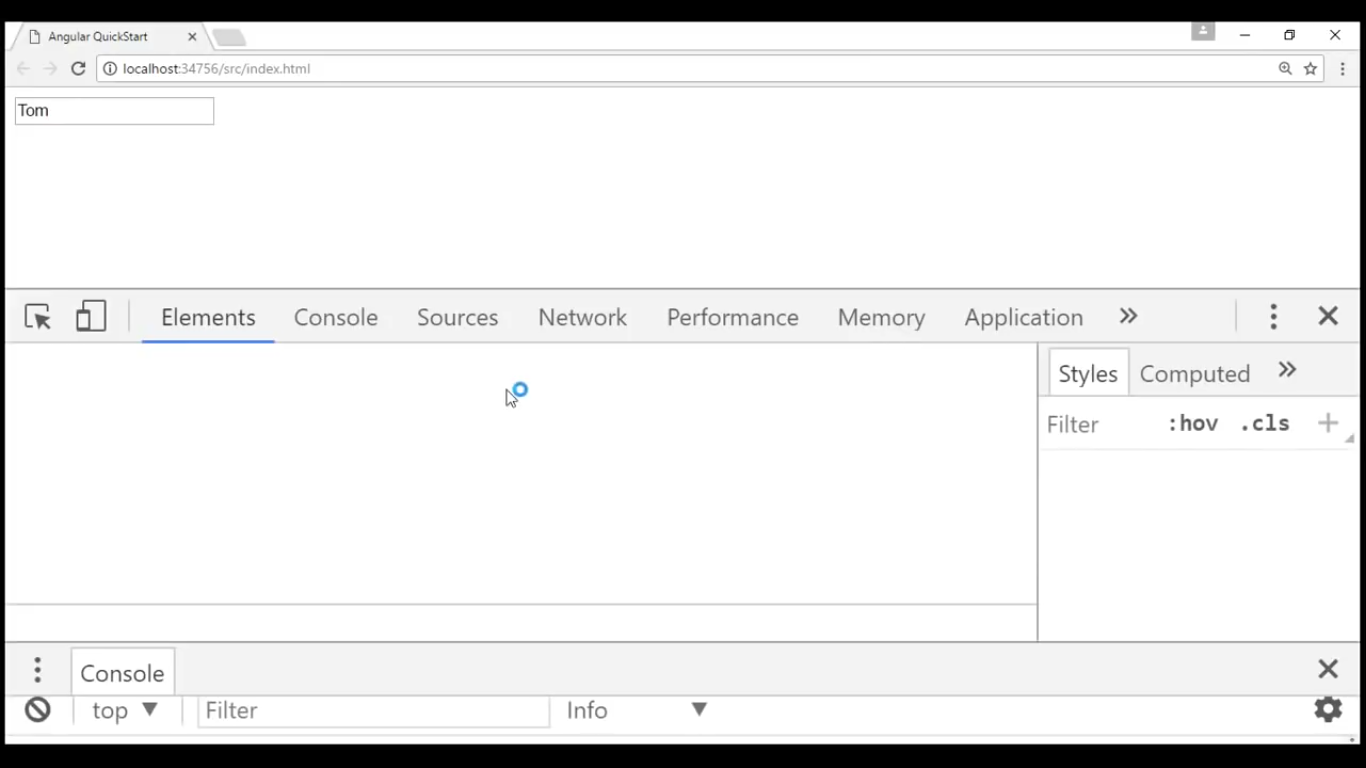 Angular QuickStart
localhost:34756/src/index.html
Tom
Elements Console Sources Network Performance Memory Application
Styles Computed
Filter :hov .cls
Console
top Filter Info